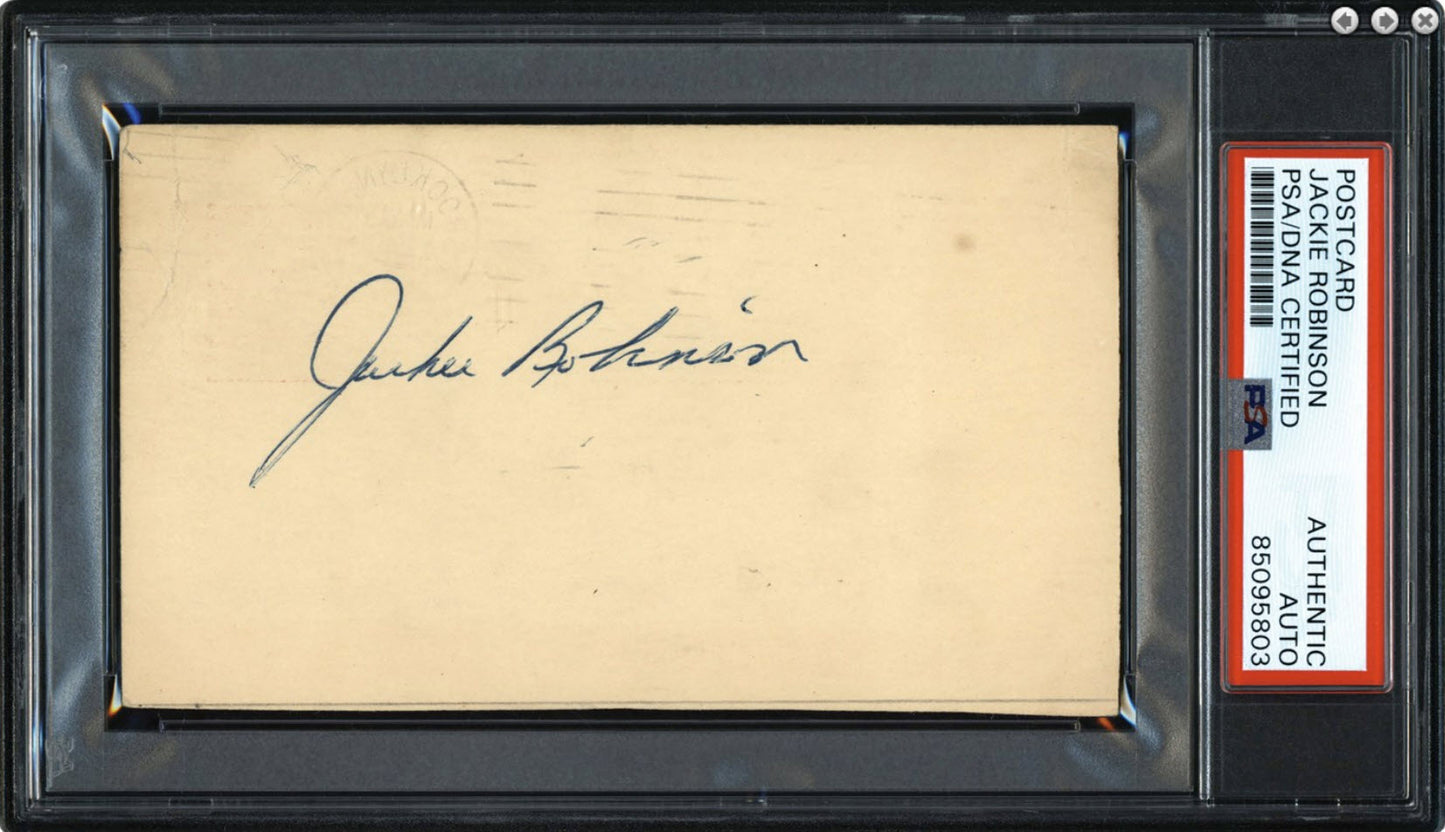 Jackie Robinson
POSTCARD
JACKIE ROBINSON
PSA/DNA CERTIFIED
AUTHENTIC
AUTO
85095803
PSA